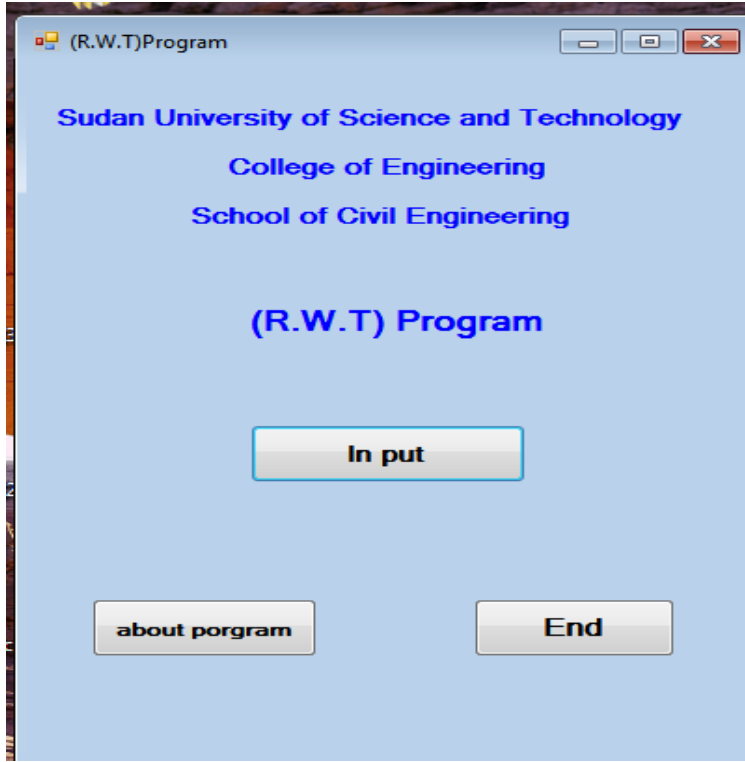 (R.W.T)Program
Sudan University of Science and Technology
College of Engineering
School of Civil Engineering
(R.W.T) Program
In put
about porgram
End